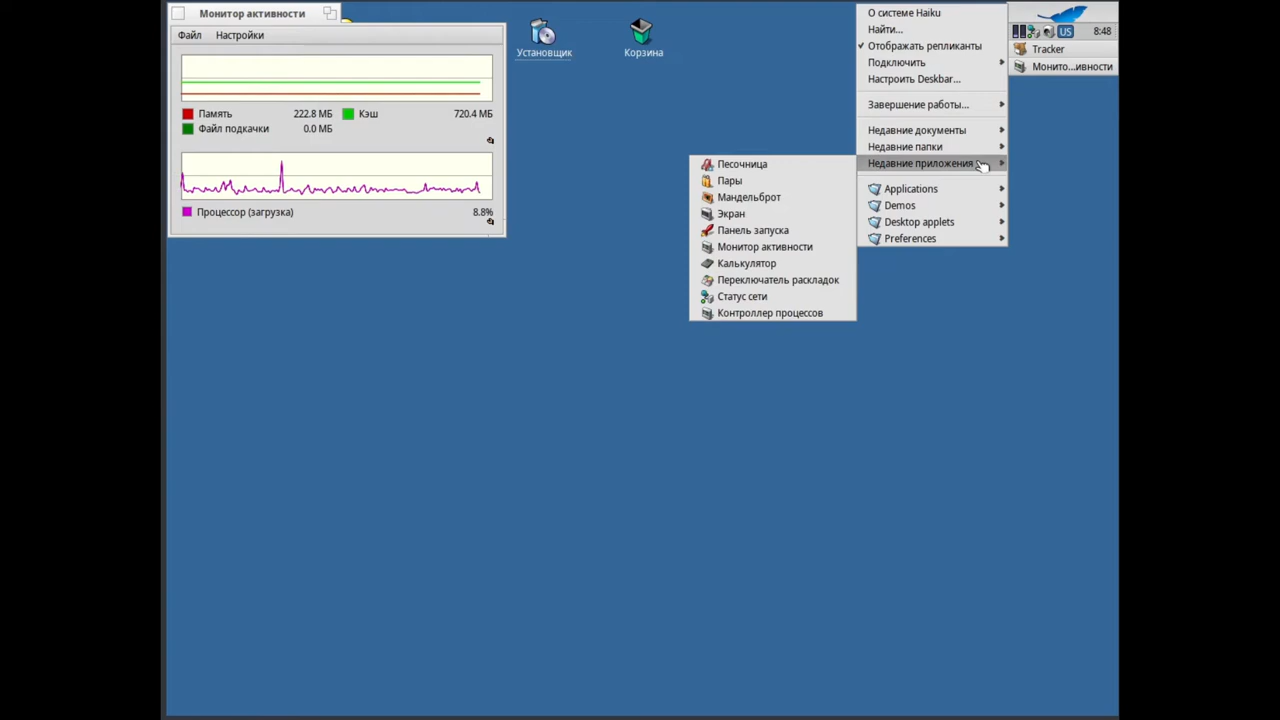 Монитор активности
Файл Настройки
Память 222.8 МБ Кэш 720.4 МБ
Файл подкачки 0.0 МБ
Процессор (загрузка) 8.8%
Установщик
Корзина
О системе Haiku
Найти...
Отображать репликанты
Подключить
Настроить Deskbar...
Завершение работы...
Недавние документы
Недавние папки
Недавние приложения
Applications
Demos
Desktop applets
Preferences
Песочница
Пары
Мандельброт
Экран
Панель запуска
Монитор активности
Калькулятор
Переключатель раскладок
Статус сети
Контроллер процессов
US 8:48
Tracker
Монито...ивности